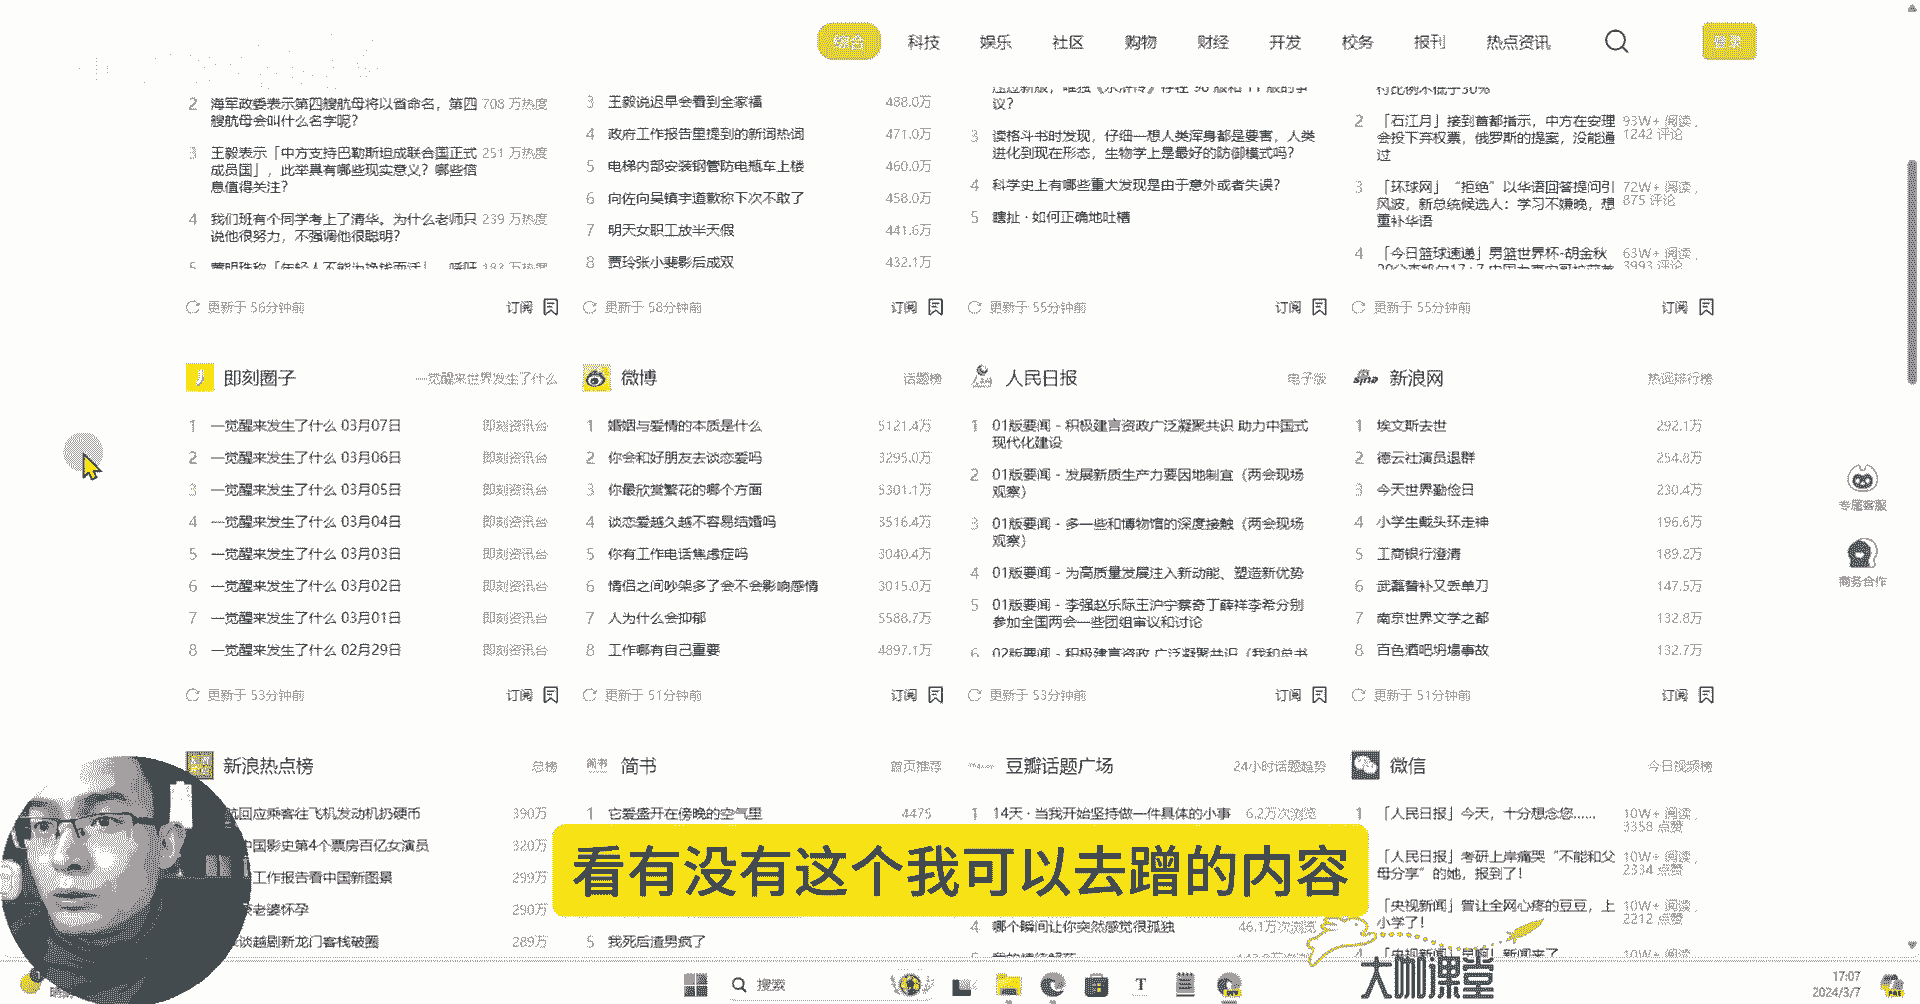 综合 科技 娱乐 社区 购物 财经 开发 校务 报刊 热点资讯 登录
2 海军政委表示第四艘航母将以省命名，第四 708 万热度
艘航母会叫什么名字呢？
3 王毅表示「中方支持巴勒斯坦成联合国正式 251 万热度
成员国」，此举冀有哪些现实意义？哪些信
息值得关注？
4 我们班有个同学考上了清华。为什么老师只 239 万热度
说他很努力，不强调他很聪明？
3 王毅说迟早会看到全家福 488.0万
4 政府工作报告里提到的新词热词 471.0万
5 电梯内部安装钢管防电瓶车上楼 460.0万
6 向佐向吴镇宇道歉称下次不敢了 458.0万
7 明天女职工放半天假 441.6万
8 贾玲张小斐影后成双 432.1万
议？
3 读格斗书时发现，仔细一想人类浑身都是要害，人类
进化到现在形态，生物学上是最好的防御模式吗？
4 科学史上有哪些重大发现是由于意外或者失误？
5 瞎扯 · 如何正确地吐槽
村比例不低于30%
2 「石江月」接到首都指示，中方在安理 93W+ 阅读，
会投下弃权票，俄罗斯的提案，没能通 1242 评论
过
3 「环球网」“拒绝”以华语回答提问引 72W+ 阅读，
风波，新总统候选人：学习不嫌晚，想 875 评论
重补华语
4 「今日篮球速递」男篮世界杯-胡金秋 63W+ 阅读，
3993 评论
更新于 56分钟前 订阅
更新于 58分钟前 订阅
更新于 55分钟前 订阅
更新于 55分钟前 订阅
即刻圈子 一觉醒来世界发生了什么
1 一觉醒来发生了什么 03月07日 即刻资讯台
2 一觉醒来发生了什么 03月06日 即刻资讯台
3 一觉醒来发生了什么 03月05日 即刻资讯台
4 一觉醒来发生了什么 03月04日 即刻资讯台
5 一觉醒来发生了什么 03月03日 即刻资讯台
6 一觉醒来发生了什么 03月02日 即刻资讯台
7 一觉醒来发生了什么 03月01日 即刻资讯台
8 一觉醒来发生了什么 02月29日 即刻资讯台
更新于 53分钟前 订阅
微博 话题榜
1 婚姻与爱情的本质是什么 5121.4万
2 你会和好朋友去谈恋爱吗 3295.0万
3 你最欣赏繁花的哪个方面 5301.1万
4 谈恋爱越久越不容易结婚吗 3516.4万
5 你有工作电话焦虑症吗 3040.4万
6 情侣之间吵架多了会不会影响感情 3015.0万
7 人为什么会抑郁 5588.7万
8 工作哪有自己重要 4897.1万
更新于 51分钟前 订阅
人民日报 电子版
1 01版要闻 - 积极建言资政广泛凝聚共识 助力中国式
现代化建设
2 01版要闻 - 发展新质生产力要因地制宜（两会现场
观察）
3 01版要闻 - 多一些和博物馆的深度接触（两会现场
观察）
4 01版要闻 - 为高质量发展注入新动能、塑造新优势
5 01版要闻 - 李强赵乐际王沪宁蔡奇丁薛祥李希分别
参加全国两会一些团组审议和讨论
6 02版要闻 - 积极建言资政 广泛凝聚共识（我和总书
更新于 53分钟前 订阅
sina 新浪网 热词排行榜
1 埃文斯去世 292.1万
2 德云社演员退群 254.8万
3 今天世界勤俭日 230.4万
4 小学生戴头环走神 196.6万
5 工商银行澄清 189.2万
6 武磊替补又丢单刀 147.5万
7 南京世界文学之都 132.8万
8 百色酒吧坍塌事故 132.7万
更新于 51分钟前 订阅
专属客服
商务合作
新浪热点榜 总榜
航回应乘客往飞机发动机扔硬币 390万
中国影史第4个票房百亿女演员 320万
工作报告看中国新图景 299万
老婆怀孕 290万
谈越剧新龙门客栈破圈 289万
简书 简书 首页推荐
1 它爱盛开在傍晚的空气里 4475
5 我死后渣男疯了
豆瓣话题广场 24小时话题趋势
1 14天 · 当我开始坚持做一件具体的小事 6.2万次浏览
4 哪个瞬间让你突然感觉很孤独 46.1万次浏览
微信 今日视频榜
1 「人民日报」今天，十分想念您…… 10W+ 阅读，
3358 点赞
「人民日报」考研上岸痛哭“不能和父 10W+ 阅读，
母分享”的她，报到了！ 2334 点赞
「央视新闻」曾让全网心疼的豆豆，上 10W+ 阅读，
小学了！ 2212 点赞
看有没有这个我可以去蹭的内容
大咖课堂
搜索
17:07
2024/3/7